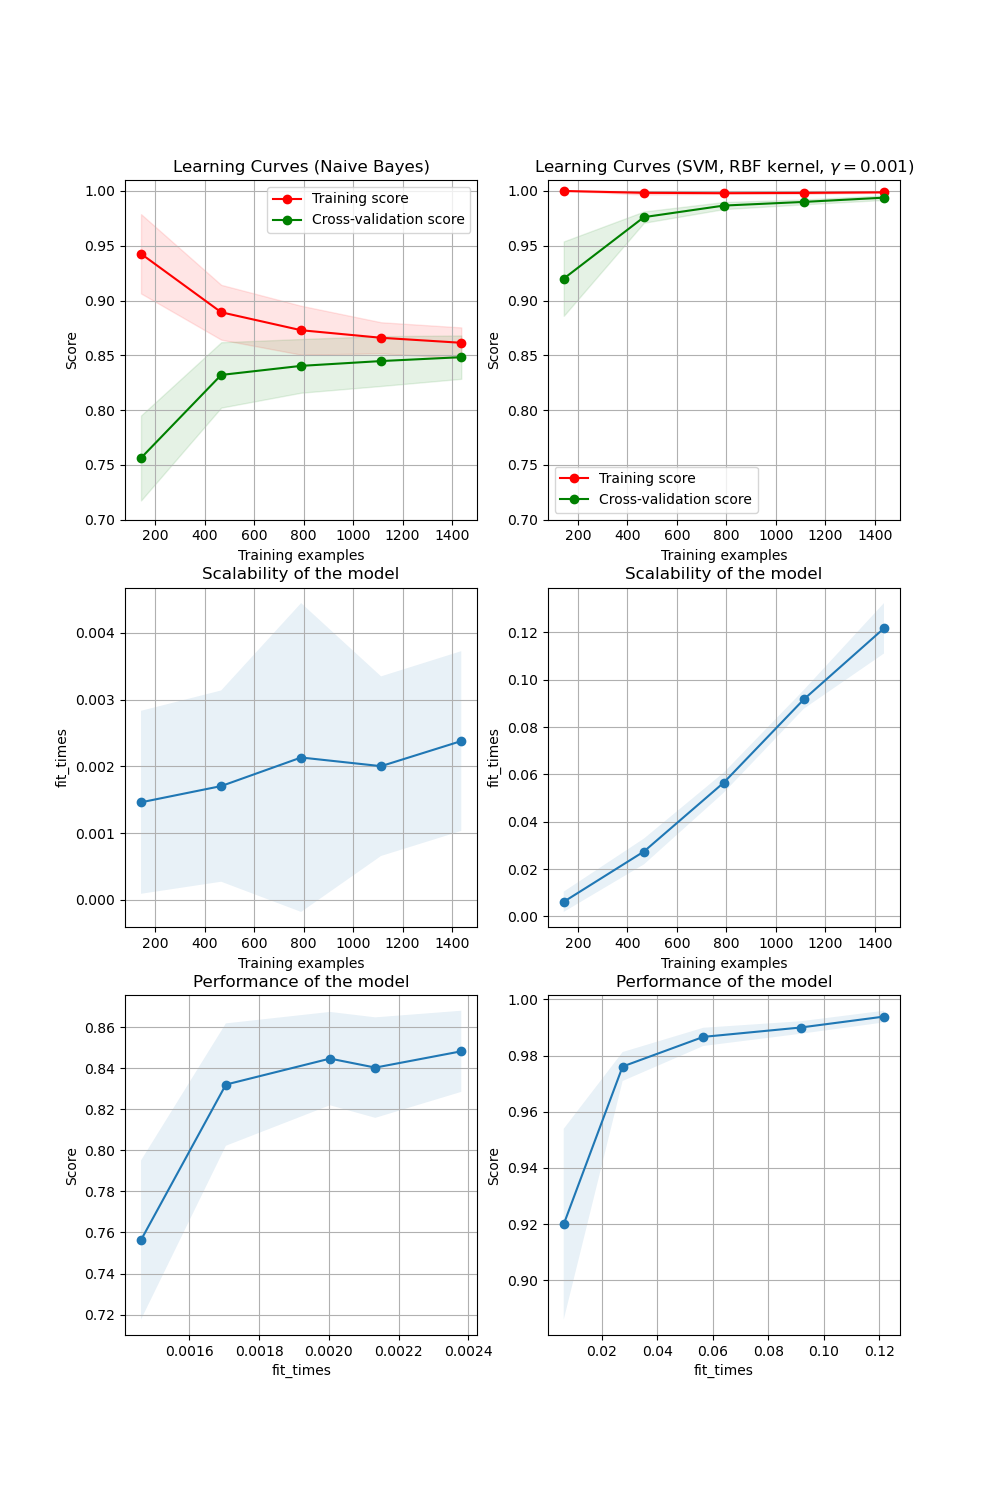 Learning Curves (Naive Bayes)
1.00
0.95
0.90
0.85
0.80
0.75
0.70
Score
Training score
Cross-validation score
200 400 600 800 1000 1200 1400
Training examples
Learning Curves (SVM, RBF kernel, γ = 0.001)
1.00
0.95
0.90
0.85
0.80
0.75
0.70
Score
Training score
Cross-validation score
200 400 600 800 1000 1200 1400
Training examples
Scalability of the model
0.004
0.003
0.002
0.001
0.000
fit_times
200 400 600 800 1000 1200 1400
Training examples
Scalability of the model
0.12
0.10
0.08
0.06
0.04
0.02
0.00
fit_times
200 400 600 800 1000 1200 1400
Training examples
Performance of the model
0.86
0.84
0.82
0.80
0.78
0.76
0.74
0.72
Score
0.0016 0.0018 0.0020 0.0022 0.0024
fit_times
Performance of the model
1.00
0.98
0.96
0.94
0.92
0.90
Score
0.02 0.04 0.06 0.08 0.10 0.12
fit_times